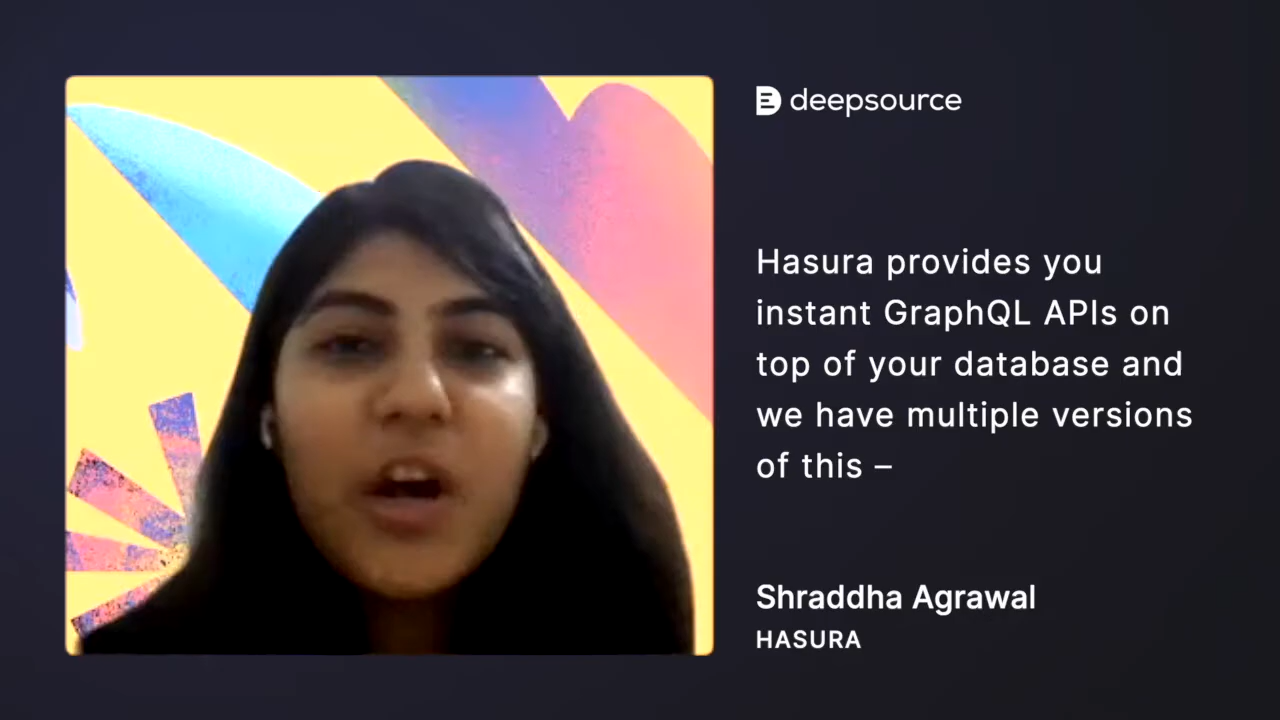 deepsource
Hasura provides you
instant GraphQL APIs on
top of your database and
we have multiple versions
of this –
Shraddha Agrawal
HASURA